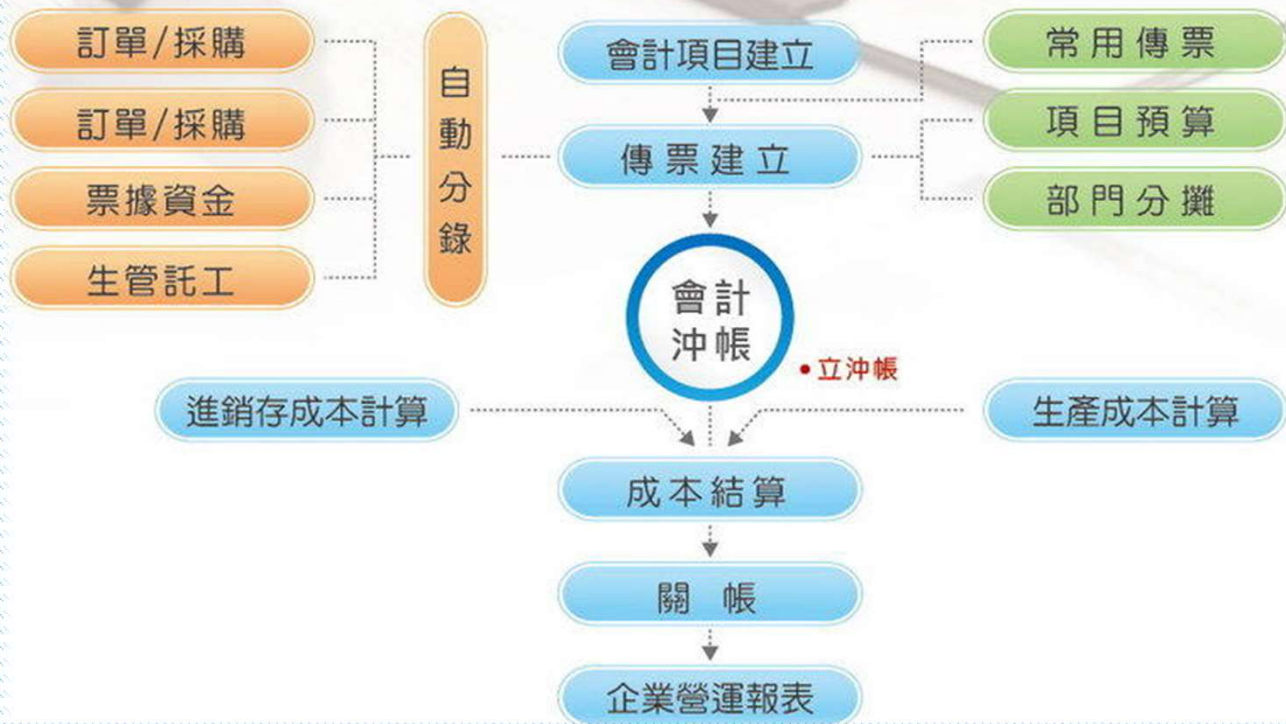 訂單/採購
訂單/採購
票據資金
生管託工
自動分錄
會計項目建立
傳票建立
常用傳票
項目預算
部門分攤
會計
沖帳
•立沖帳
進銷存成本計算
生產成本計算
成本結算
關 帳
企業營運報表